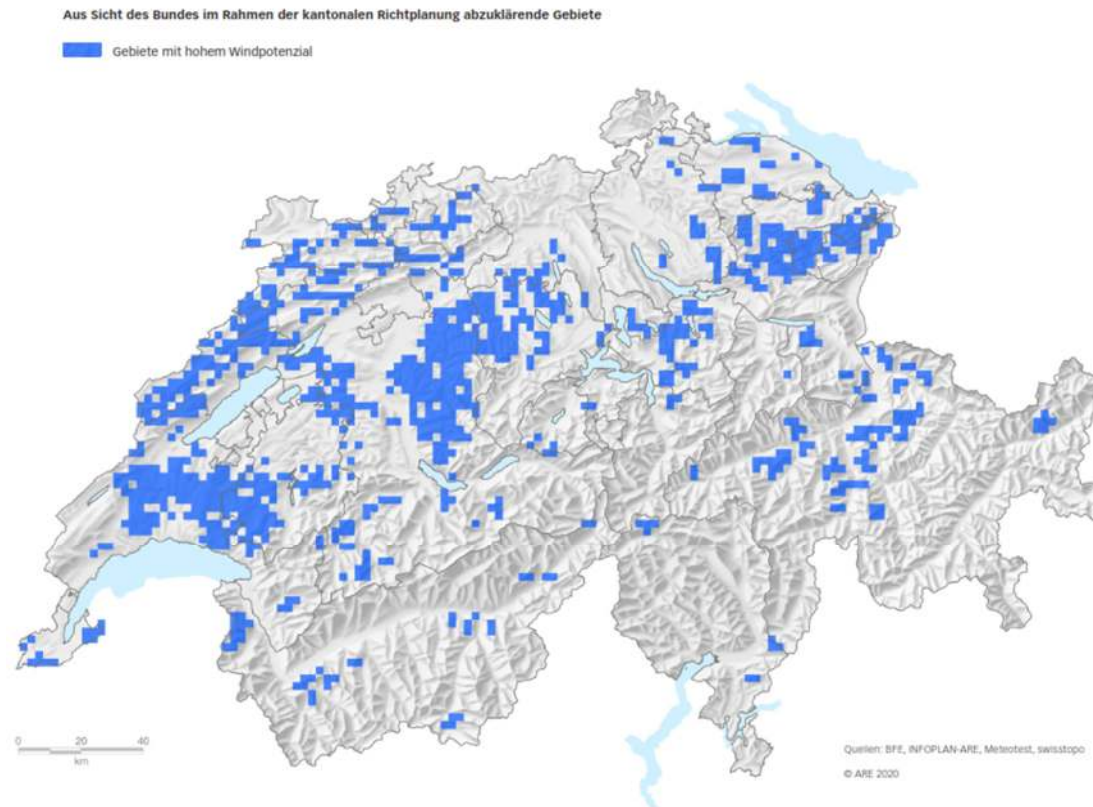 Aus Sicht des Bundes im Rahmen der kantonalen Richtplanung abzuklärende Gebiete
Gebiete mit hohem Windpotenzial
0 20 40
km
Quellen: BFE, INFOPLAN-ARE, Meteotest, swisstopo
© ARE 2020